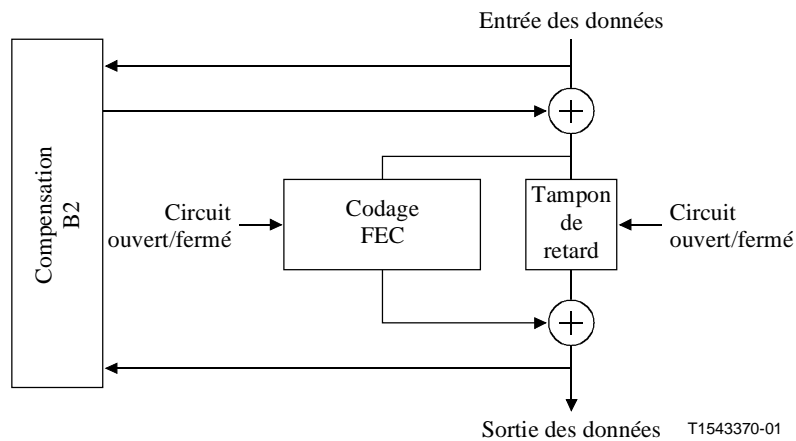 Entrée des données
Compensation
B2
Circuit
ouvert/fermé
Codage
FEC
Tampon
de
retard
Circuit
ouvert/fermé
Sortie des données
T1543370-01